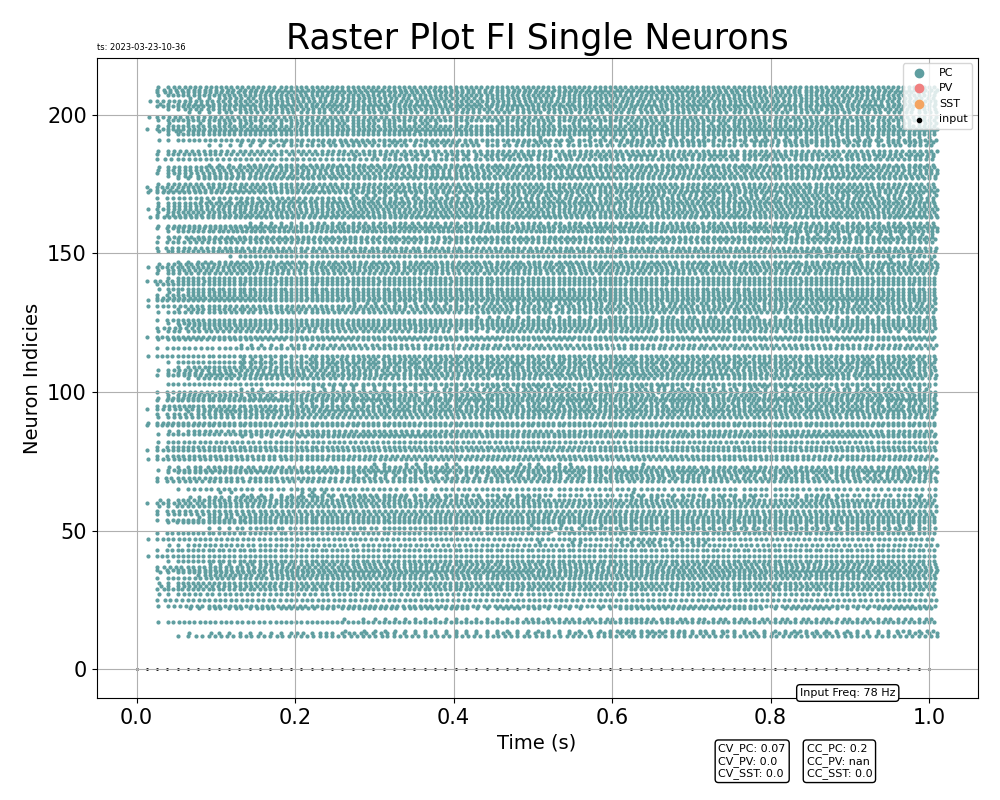 Raster Plot FI Single Neurons
ts: 2023-03-23-10-36
PC
PV
SST
input
200
150
100
50
0
Neuron Indicies
0.0 0.2 0.4 0.6 0.8 1.0
Time (s)
Input Freq: 78 Hz
CV_PC: 0.07
CV_PV: 0.0
CV_SST: 0.0
CC_PC: 0.2
CC_PV: nan
CC_SST: 0.0